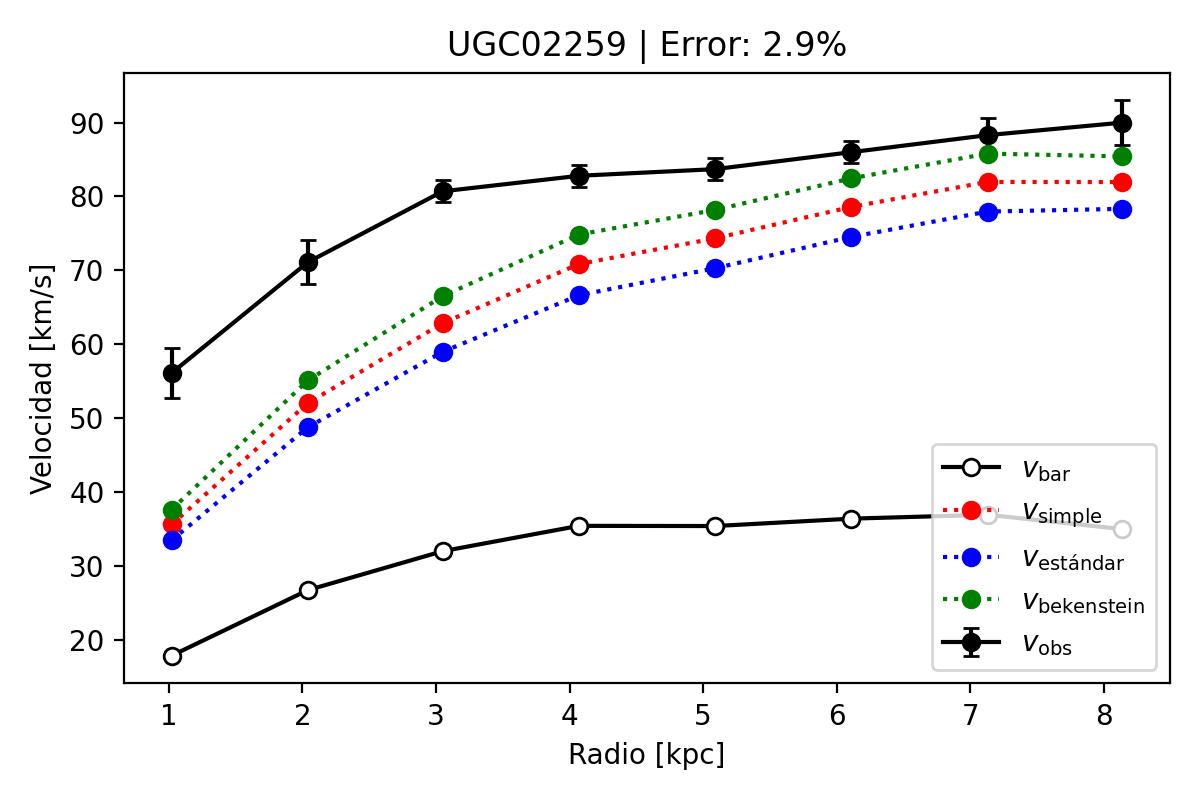 UGC02259 | Error: 2.9%
Velocidad [km/s]
90
80
70
60
50
40
30
20
v_bar
v_simple
v_estándar
v_bekenstein
v_obs
1 2 3 4 5 6 7 8
Radio [kpc]